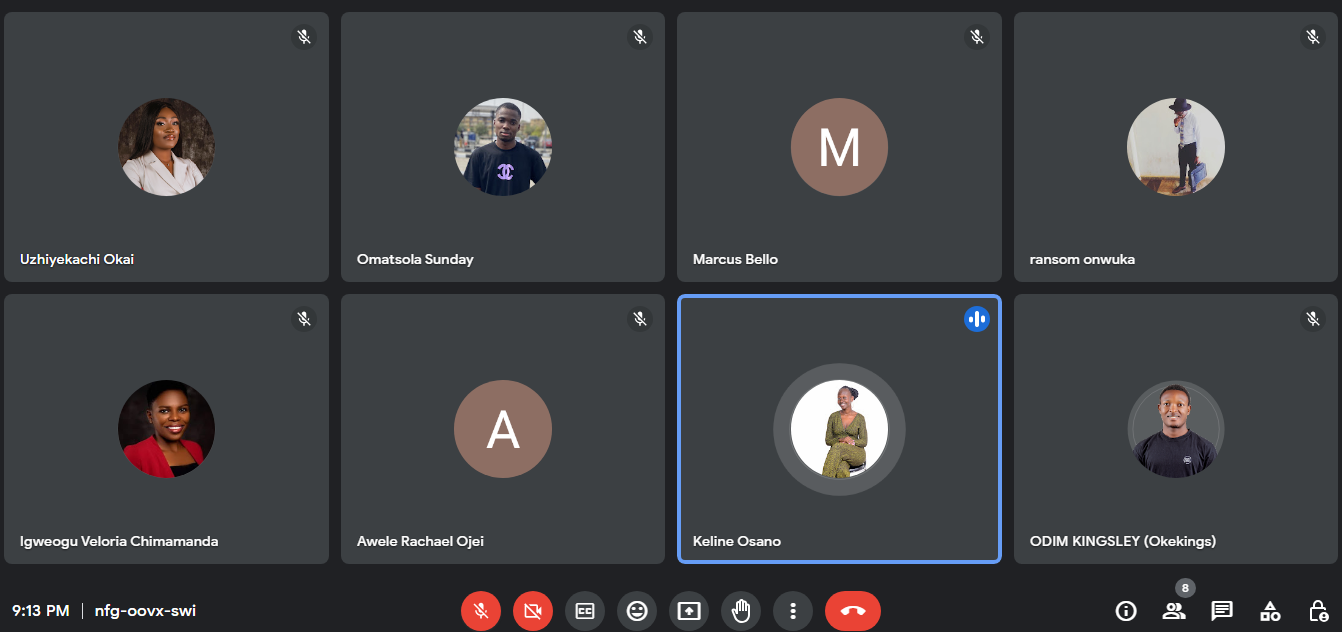 Uzhiyekachi Okai
Omatsola Sunday
M
Marcus Bello
ransom onwuka
Igweogu Veloria Chimamanda
A
Awele Rachael Ojei
Keline Osano
ODIM KINGSLEY (Okekings)
9:13 PM | nfg-oovx-swi
8